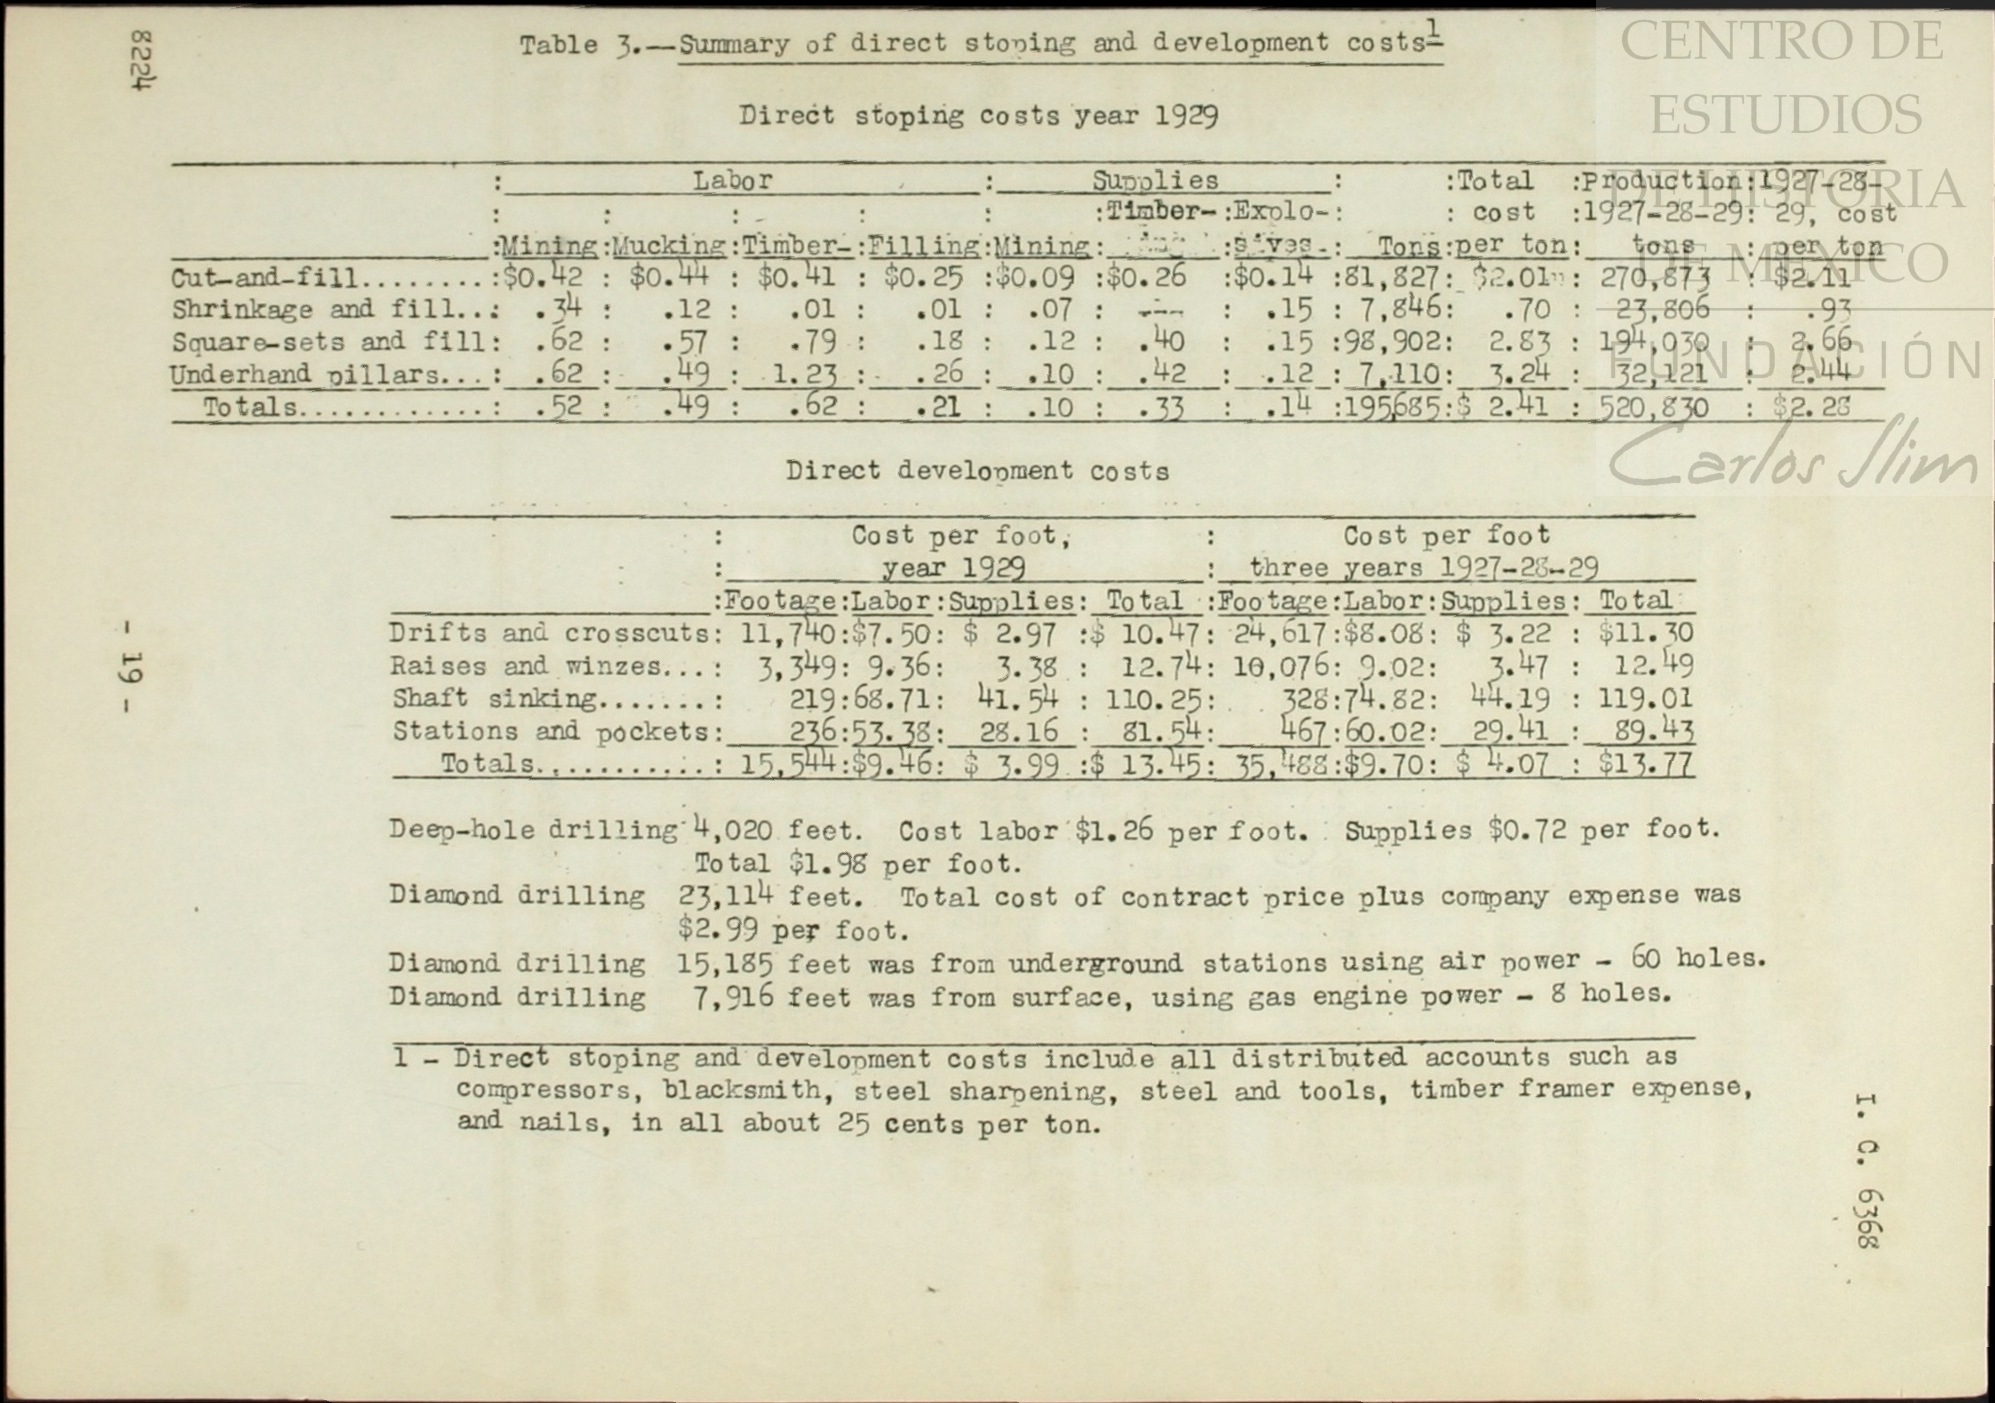 8224
Table 3.—Summary of direct stoping and development costs1
Direct stoping costs year 1929
: Labor : Supplies : :Total :Production:1927-28-
: : : : : :Timber-:Explo-: : cost :1927-28-29: 29, cost
:Mining:Mucking:Timber-:Filling:Mining: :sives : Tons:per ton: tons : per ton
Cut-and-fill........:$0.42 : $0.44 : $0.41 : $0.25 :$0.09 :$0.26 :$0.14 :81,827: $2.01 : 270,873 : $2.11
Shrinkage and fill..: .34 : .12 : .01 : .01 : .07 : --- : .15 : 7,846: .70 : 23,806 : .93
Square-sets and fill: .62 : .57 : .79 : .18 : .12 : .40 : .15 :98,902: 2.83 : 194,030 : 2.66
Underhand pillars...: .62 : .49 : 1.23 : .26 : .10 : .42 : .12 : 7,110: 3.24 : 32,121 : 2.44
Totals............: .52 : .49 : .62 : .21 : .10 : .33 : .14 :195685:$ 2.41 : 520,830 : $2.28
Direct development costs
: Cost per foot, : Cost per foot
: year 1929 : three years 1927-28-29
:Footage:Labor:Supplies: Total :Footage:Labor:Supplies: Total
Drifts and crosscuts: 11,740:$7.50: $ 2.97 :$ 10.47: 24,617:$8.08: $ 3.22 : $11.30
Raises and winzes...: 3,349: 9.36: 3.38 : 12.74: 10,076: 9.02: 3.47 : 12.49
Shaft sinking.......: 219:68.71: 41.54 : 110.25: 328:74.82: 44.19 : 119.01
Stations and pockets: 236:53.38: 28.16 : 81.54: 467:60.02: 29.41 : 89.43
Totals...........: 15,544:$9.46: $ 3.99 :$ 13.45: 35,488:$9.70: $ 4.07 : $13.77
Deep-hole drilling 4,020 feet. Cost labor $1.26 per foot. Supplies $0.72 per foot.
Total $1.98 per foot.
Diamond drilling 23,114 feet. Total cost of contract price plus company expense was
$2.99 per foot.
Diamond drilling 15,185 feet was from underground stations using air power - 60 holes.
Diamond drilling 7,916 feet was from surface, using gas engine power - 8 holes.
1 - Direct stoping and development costs include all distributed accounts such as
compressors, blacksmith, steel sharpening, steel and tools, timber framer expense,
and nails, in all about 25 cents per ton.
- 19 -
I. C. 6368
CENTRO DE
ESTUDIOS
DE HISTORIA
DE MÉXICO
FUNDACIÓN
Carlos Slim